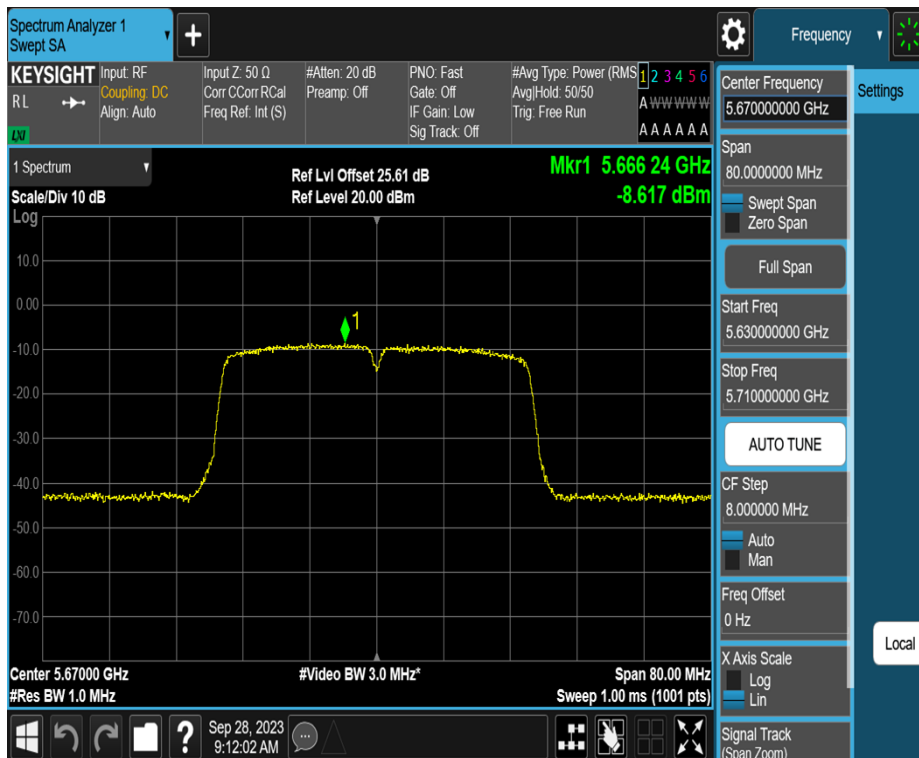 Spectrum Analyzer 1
Swept SA
Frequency
KEYSIGHT
RL
LXI
Input: RF
Coupling: DC
Align: Auto
Input Z: 50 Ω
Corr CCorr RCal
Freq Ref: Int (S)
#Atten: 20 dB
Preamp: Off
PNO: Fast
Gate: Off
IF Gain: Low
Sig Track: Off
#Avg Type: Power (RMS
Avg|Hold: 50/50
Trig: Free Run
1 2 3 4 5 6
A W W W W W
A A A A A A
1 Spectrum
Scale/Div 10 dB
Log
Ref Lvl Offset 25.61 dB
Ref Level 20.00 dBm
Mkr1 5.666 24 GHz
-8.617 dBm
10.0
0.00
-10.0
-20.0
-30.0
-40.0
-50.0
-60.0
-70.0
1
Center 5.67000 GHz
#Res BW 1.0 MHz
#Video BW 3.0 MHz*
Span 80.00 MHz
Sweep 1.00 ms (1001 pts)
Sep 28, 2023
9:12:02 AM
?
Center Frequency
5.670000000 GHz
Settings
Span
80.0000000 MHz
Swept Span
Zero Span
Full Span
Start Freq
5.630000000 GHz
Stop Freq
5.710000000 GHz
AUTO TUNE
CF Step
8.000000 MHz
Auto
Man
Freq Offset
0 Hz
Local
X Axis Scale
Log
Lin
Signal Track
(Span Zoom)